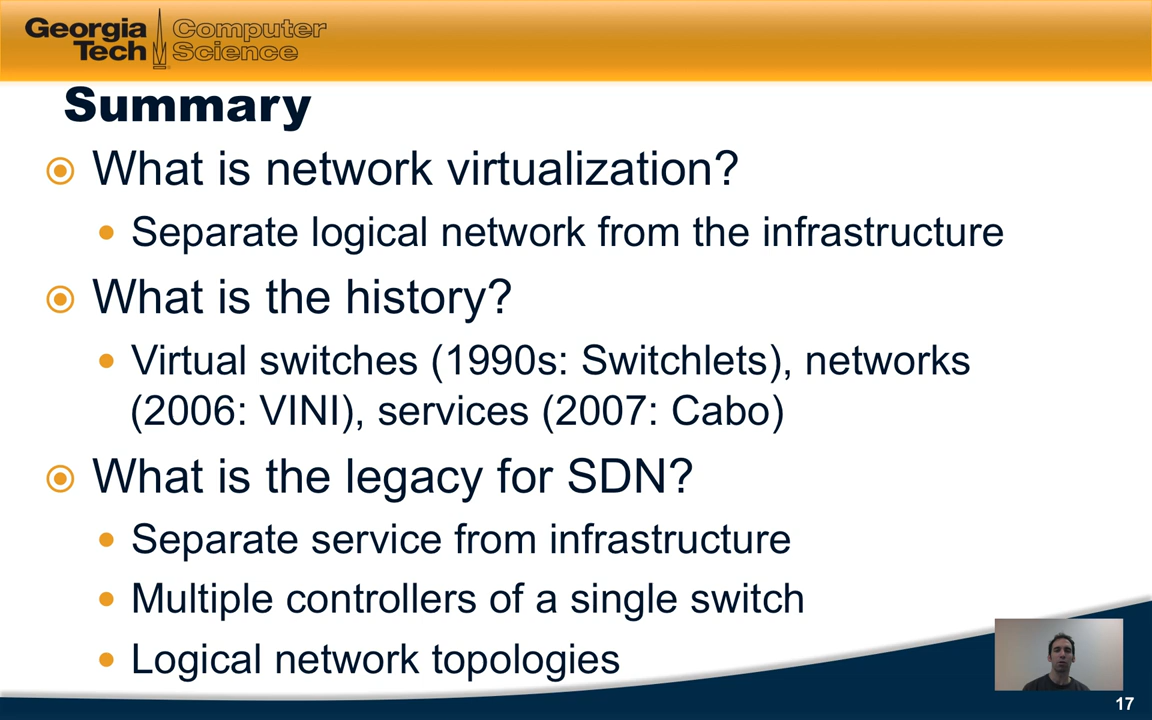 Georgia Tech
Computer Science
Summary
What is network virtualization?
Separate logical network from the infrastructure
What is the history?
Virtual switches (1990s: Switchlets), networks
(2006: VINI), services (2007: Cabo)
What is the legacy for SDN?
Separate service from infrastructure
Multiple controllers of a single switch
Logical network topologies
17